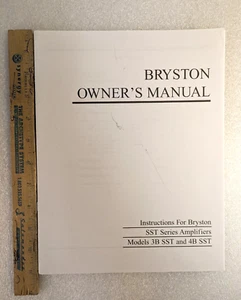 BRYSTON
OWNER'S MANUAL
Instructions For Bryston
SST Series Amplifiers
Models 3B SST and 4B SST